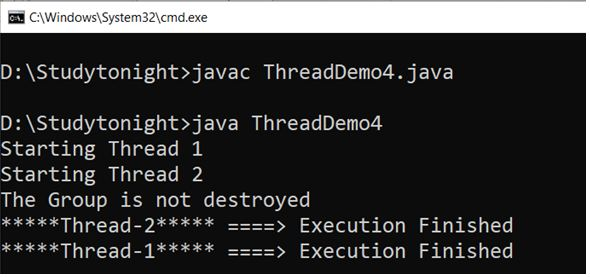 C:\Windows\System32\cmd.exe
D:\Studytonight>javac ThreadDemo4.java
D:\Studytonight>java ThreadDemo4
Starting Thread 1
Starting Thread 2
The Group is not destroyed
*****Thread-2***** ====> Execution Finished
*****Thread-1***** ====> Execution Finished